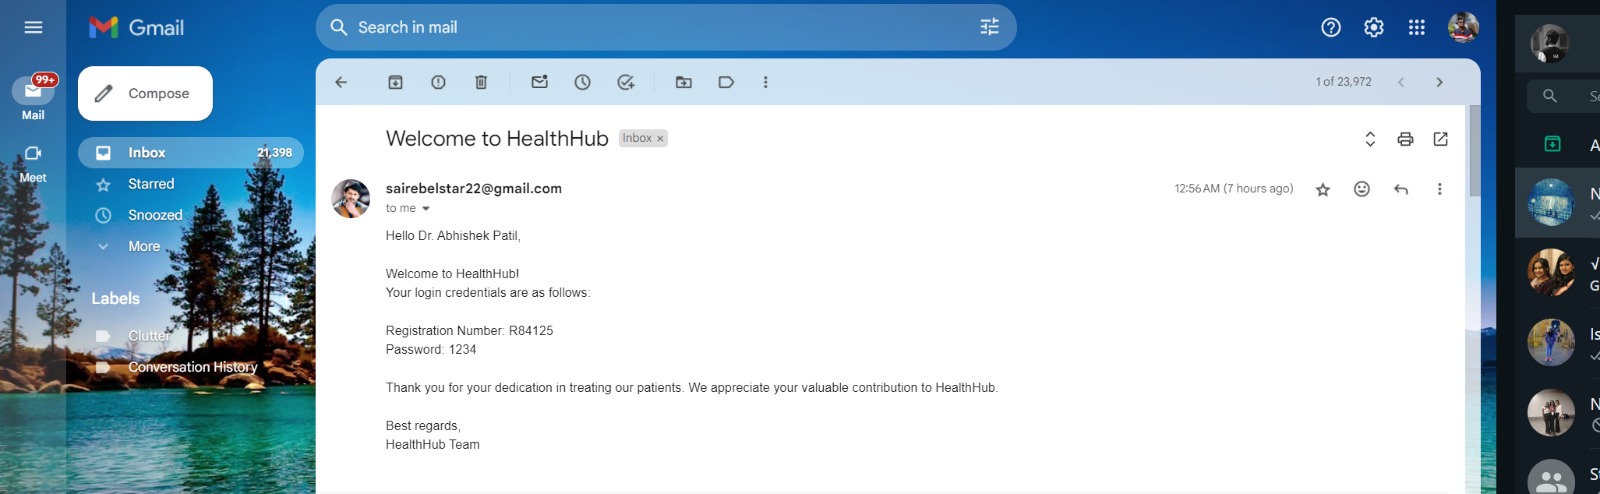 Gmail
Search in mail
99+
Mail
Meet
Compose
Inbox 21,398
Starred
Snoozed
More
Labels
Clutter
Conversation History
1 of 23,972
Welcome to HealthHub Inbox ×
sairebelstar22@gmail.com 12:56 AM (7 hours ago)
to me
Hello Dr. Abhishek Patil,
Welcome to HealthHub!
Your login credentials are as follows:
Registration Number: R84125
Password: 1234
Thank you for your dedication in treating our patients. We appreciate your valuable contribution to HealthHub.
Best regards,
HealthHub Team